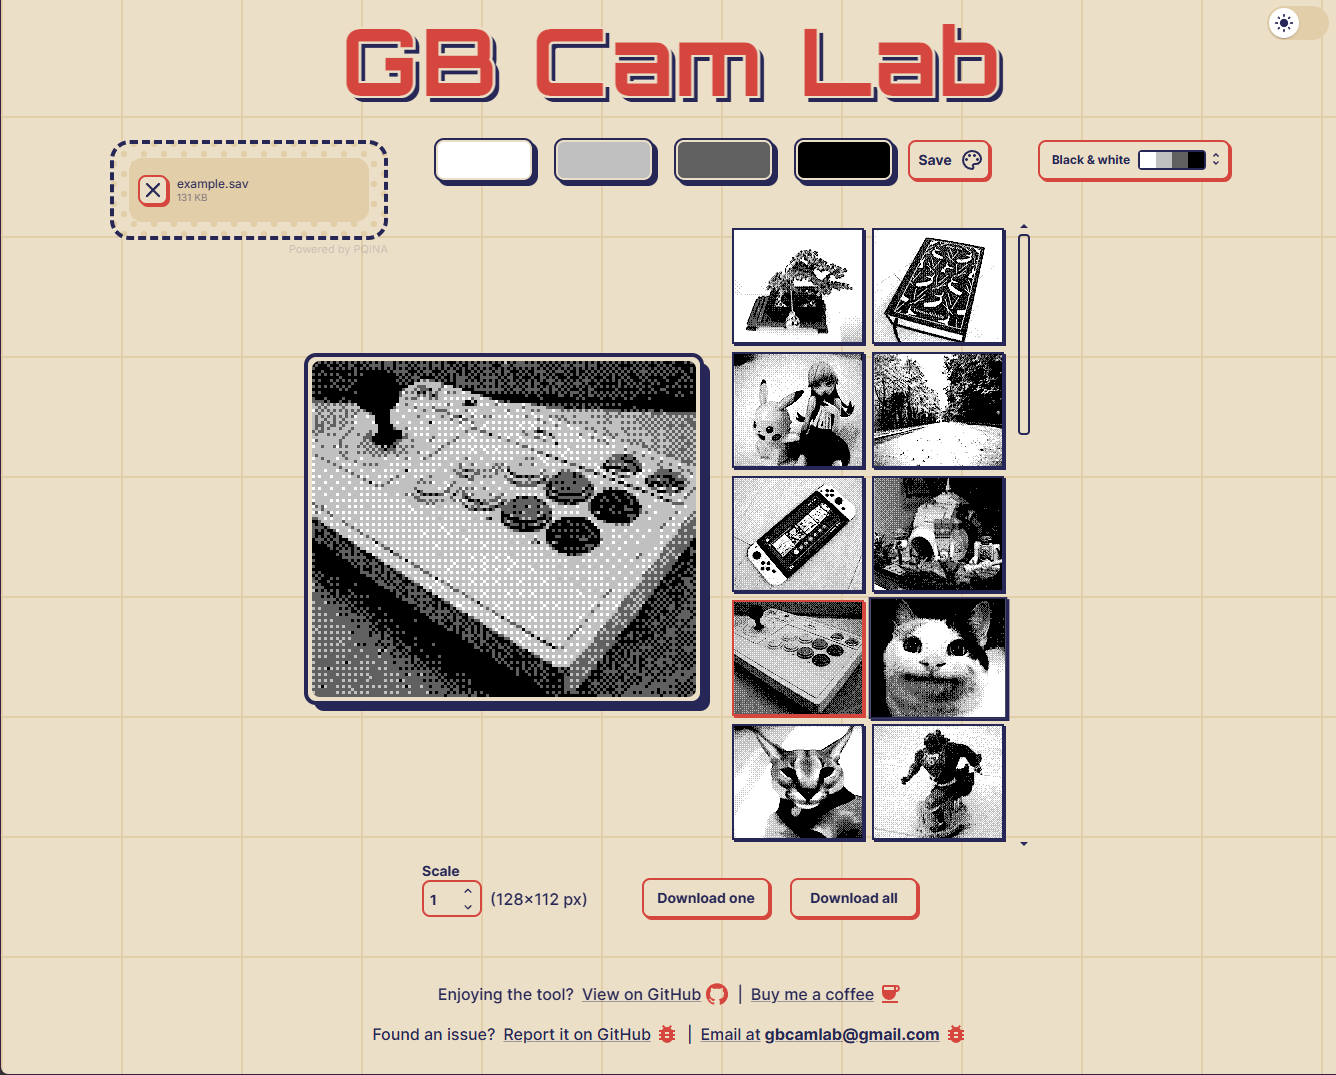 GB Cam Lab
example.sav
131 KB
Powered by PQINA
Save
Black & white
Scale
1
(128×112 px)
Download one
Download all
Enjoying the tool? View on GitHub | Buy me a coffee
Found an issue? Report it on GitHub | Email at gbcamlab@gmail.com